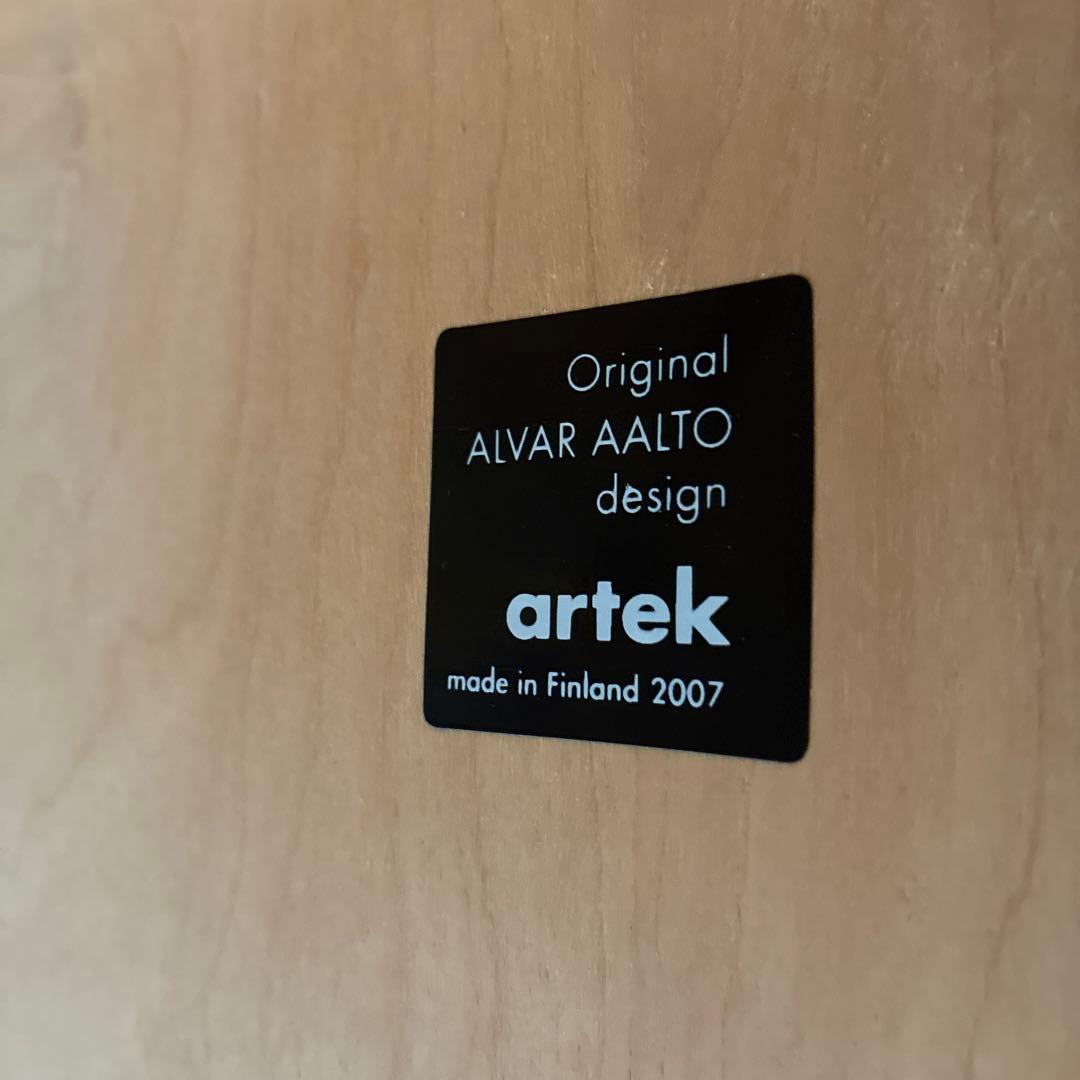 Original
ALVAR AALTO
design
artek
made in Finland 2007